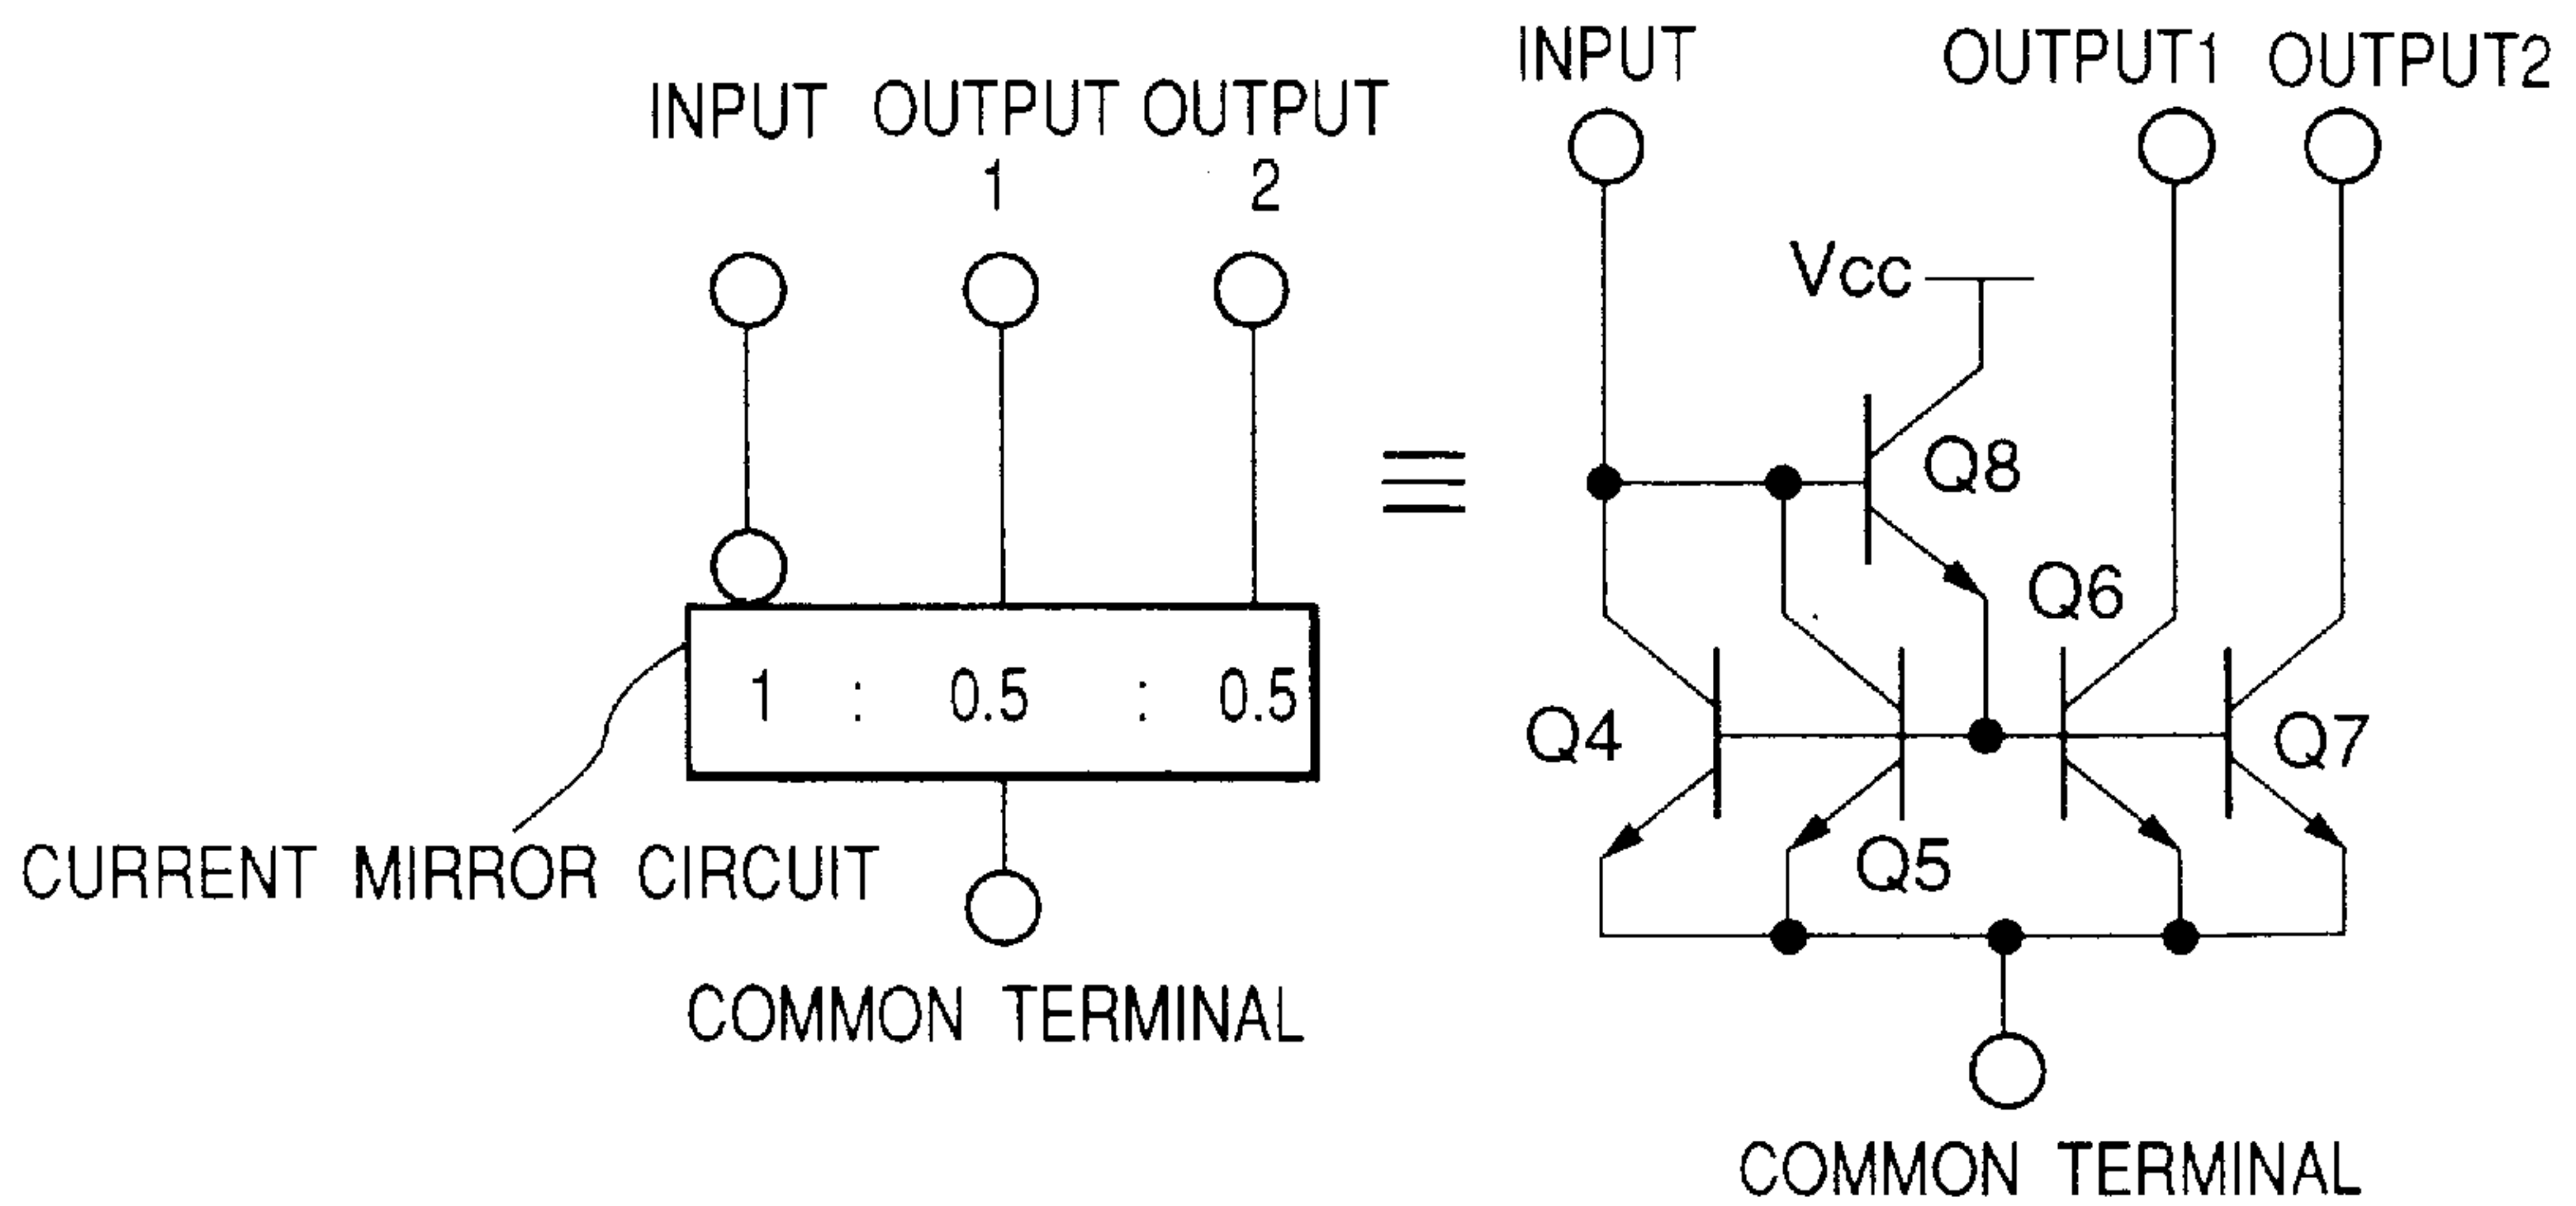 INPUT OUTPUT1 OUTPUT2
INPUT OUTPUT OUTPUT
1 2
Vcc
Q8
Q6
1 : 0.5 : 0.5
Q4 Q7
Q5
CURRENT MIRROR CIRCUIT
COMMON TERMINAL
COMMON TERMINAL